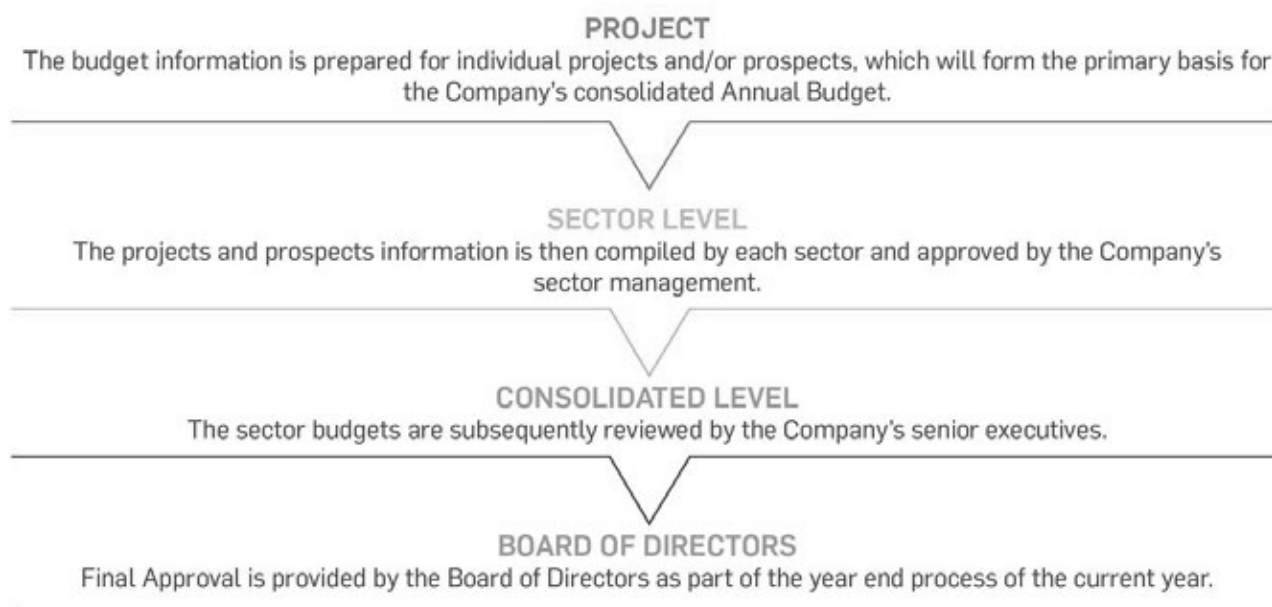 PROJECT
The budget information is prepared for individual projects and/or prospects, which will form the primary basis for
the Company's consolidated Annual Budget.
SECTOR LEVEL
The projects and prospects information is then compiled by each sector and approved by the Company's
sector management.
CONSOLIDATED LEVEL
The sector budgets are subsequently reviewed by the Company's senior executives.
BOARD OF DIRECTORS
Final Approval is provided by the Board of Directors as part of the year end process of the current year.